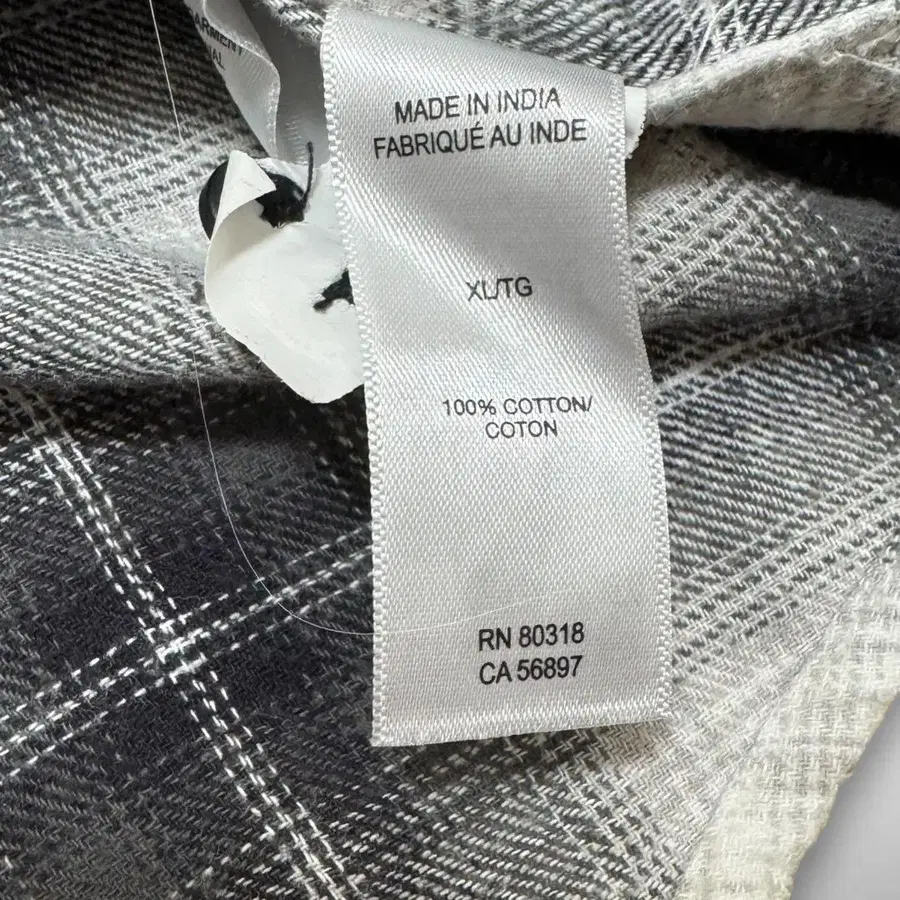 MADE IN INDIA
FABRIQUÉ AU INDE
XL/TG
100% COTTON/
COTON
RN 80318
CA 56897